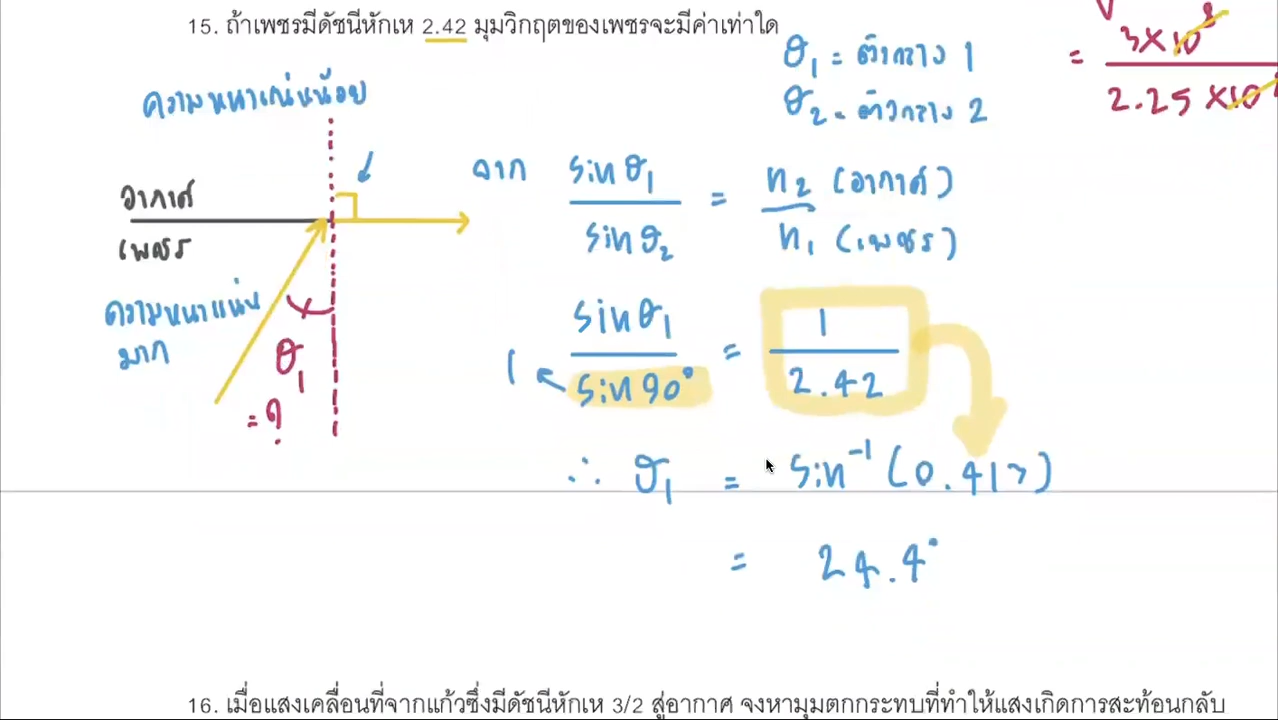 15. ถ้าเพชรมีดัชนีหักเห 2.42 มุมวิกฤตของเพชรจะมีค่าเท่าใด
θ₁ = ตัวกลาง 1
θ₂ = ตัวกลาง 2
= 3×10⁸ / 2.25 ×10
ความหนาแน่นน้อย
อากาศ
เพชร
ความหนาแน่น
มาก
θ₁
= ?
จาก sinθ₁ / sinθ₂ = n₂ (อากาศ) / n₁ (เพชร)
sinθ₁ / sin90° = 1 / 2.42
1
∴ θ₁ = sin⁻¹ (0.413)
= 24.4°
16. เมื่อแสงเคลื่อนที่จากแก้วซึ่งมีดัชนีหักเห 3/2 สู่อากาศ จงหามุมตกกระทบที่ทำให้แสงเกิดการสะท้อนกลับ